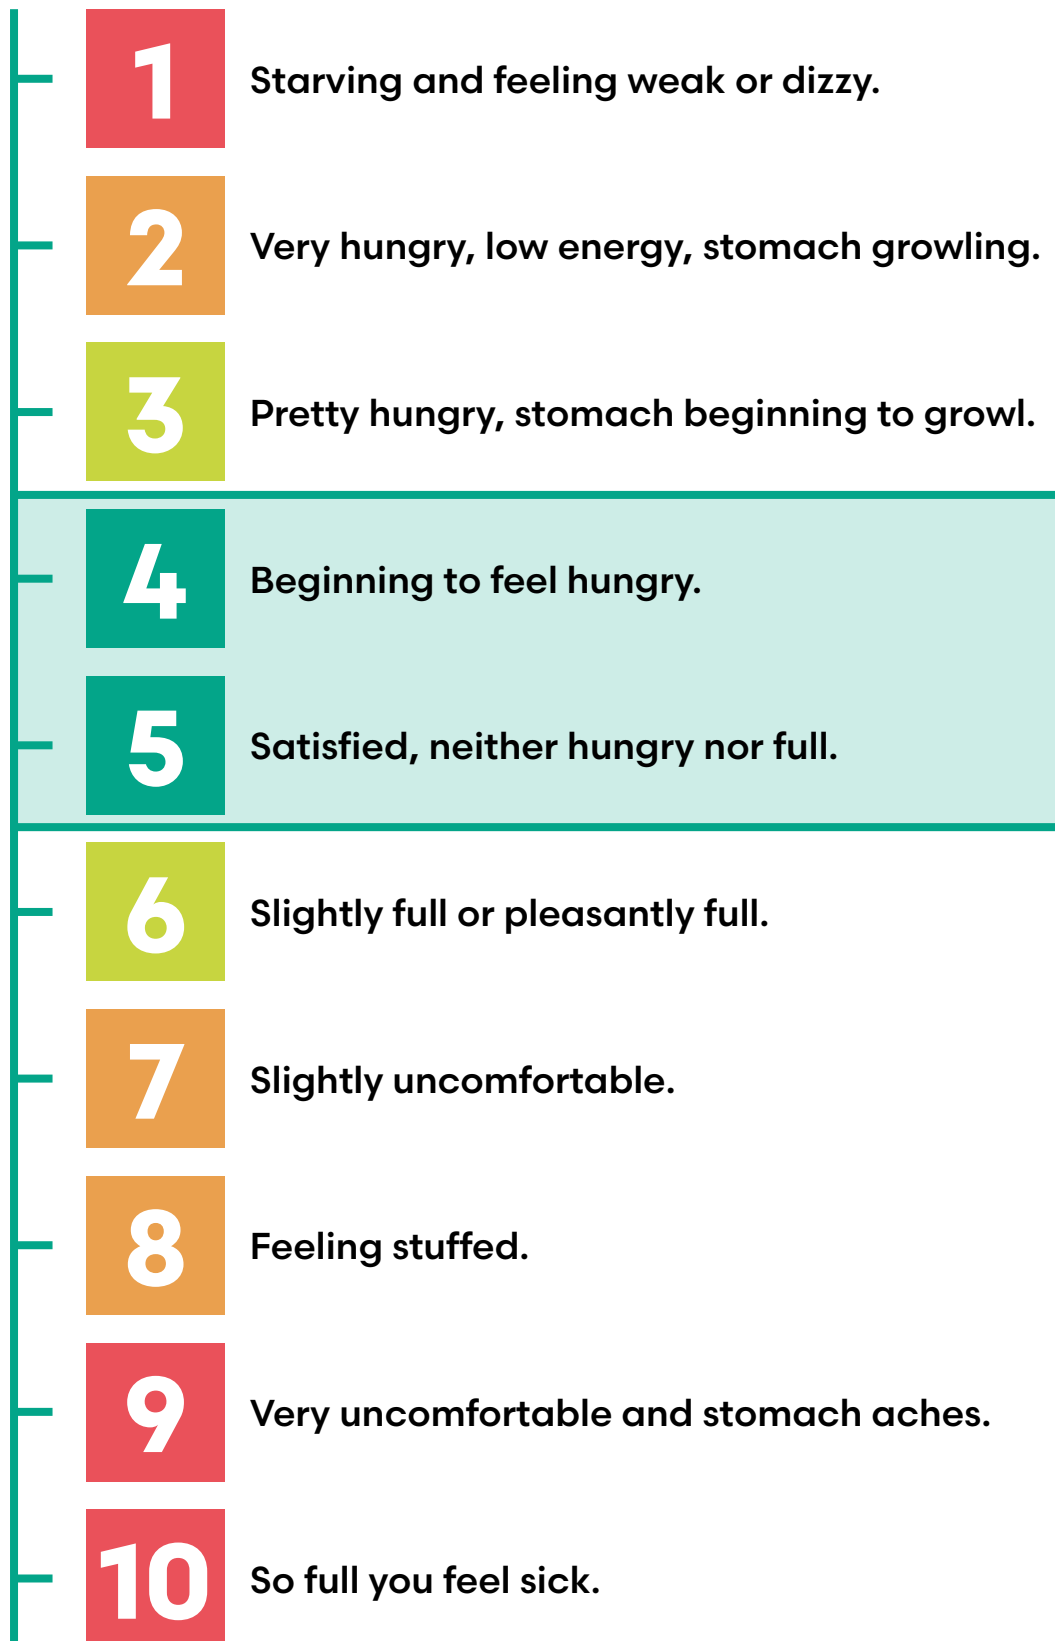 1 Starving and feeling weak or dizzy.
2 Very hungry, low energy, stomach growling.
3 Pretty hungry, stomach beginning to growl.
4 Beginning to feel hungry.
5 Satisfied, neither hungry nor full.
6 Slightly full or pleasantly full.
7 Slightly uncomfortable.
8 Feeling stuffed.
9 Very uncomfortable and stomach aches.
10 So full you feel sick.